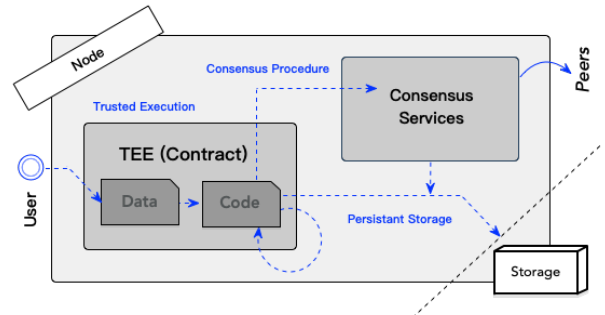 Node
Consensus Procedure
Consensus
Services
Peers
Trusted Execution
TEE (Contract)
Data
Code
User
Persistant Storage
Storage